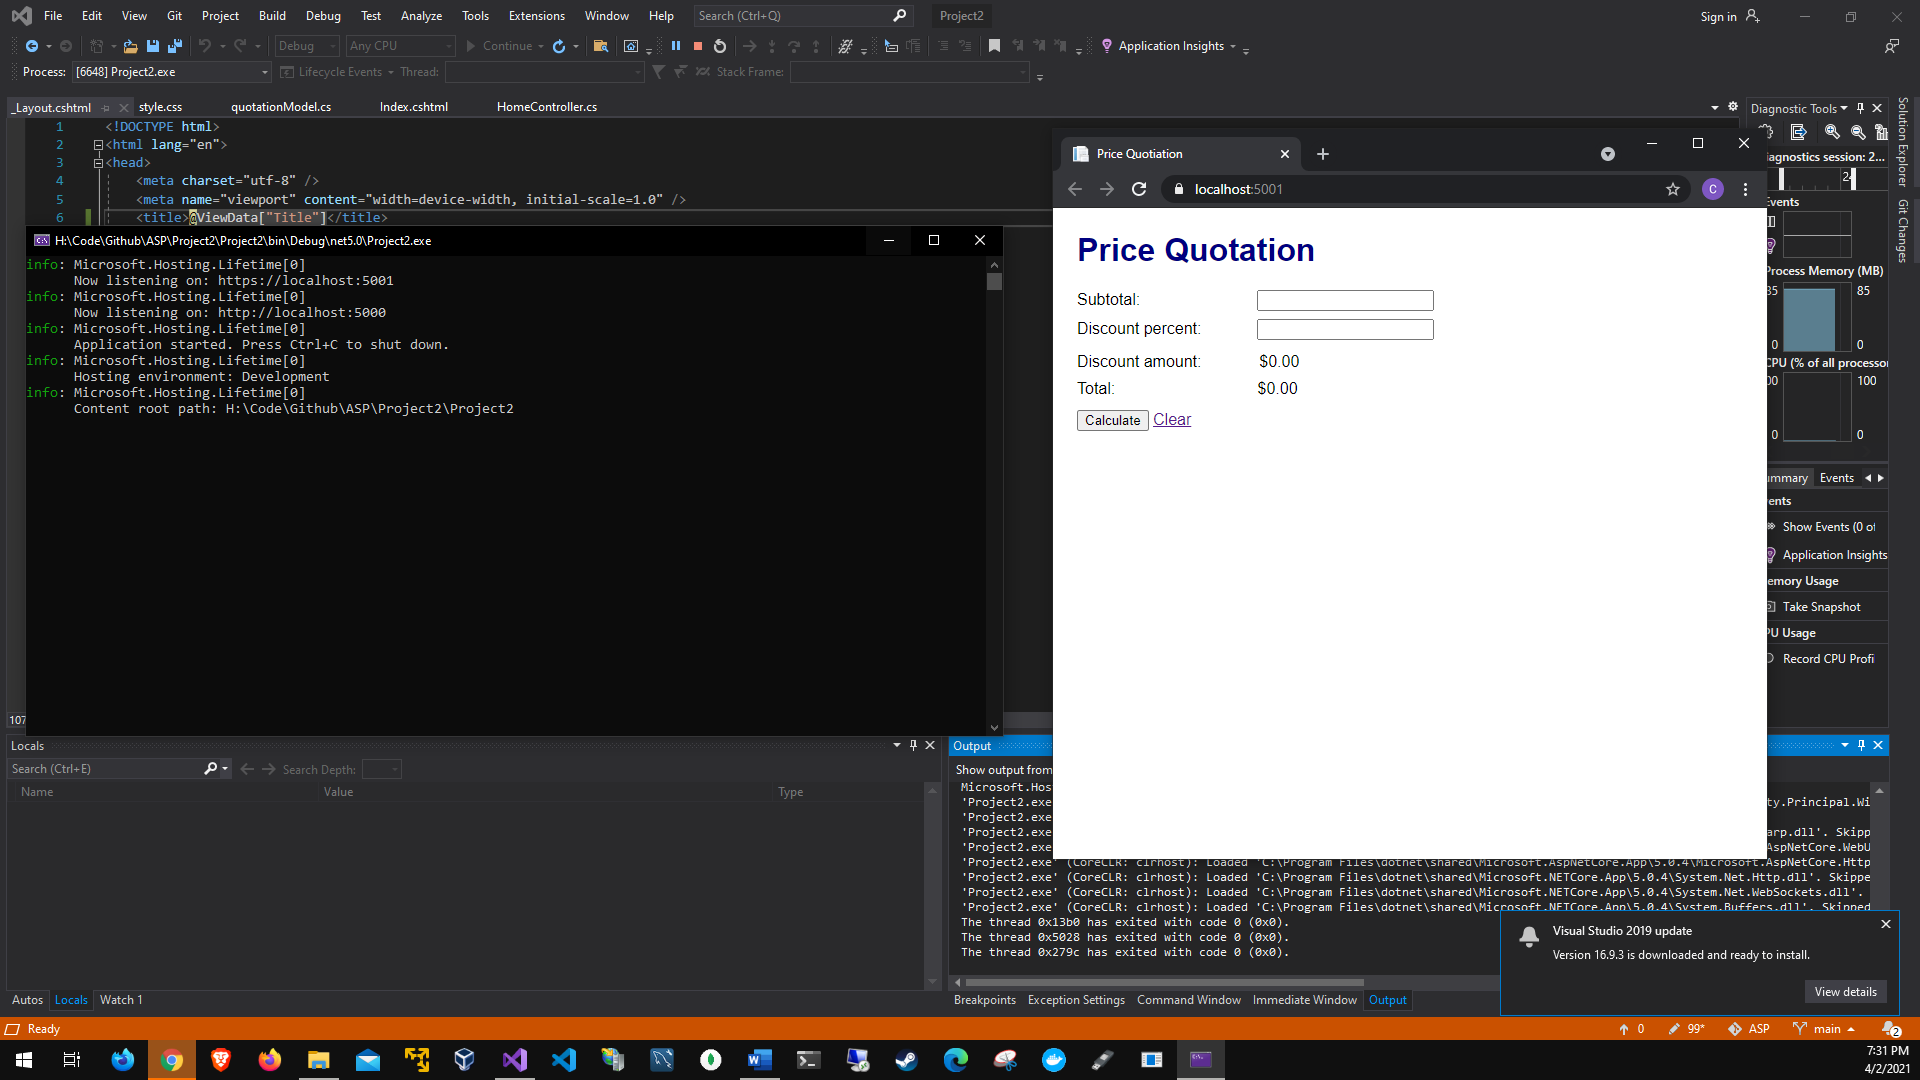 File Edit View Git Project Build Debug Test Analyze Tools Extensions Window Help Search (Ctrl+Q) Project2 Sign in
Debug Any CPU Continue Application Insights
Process: [6648] Project2.exe Lifecycle Events Thread: Stack Frame:
_Layout.cshtml style.css quotationModel.cs Index.cshtml HomeController.cs
1 <!DOCTYPE html>
2 <html lang="en">
3 <head>
4 <meta charset="utf-8" />
5 <meta name="viewport" content="width=device-width, initial-scale=1.0" />
6 <title>@ViewData["Title"]</title>
H:\Code\Github\ASP\Project2\Project2\bin\Debug\net5.0\Project2.exe
info: Microsoft.Hosting.Lifetime[0]
Now listening on: https://localhost:5001
info: Microsoft.Hosting.Lifetime[0]
Now listening on: http://localhost:5000
info: Microsoft.Hosting.Lifetime[0]
Application started. Press Ctrl+C to shut down.
info: Microsoft.Hosting.Lifetime[0]
Hosting environment: Development
info: Microsoft.Hosting.Lifetime[0]
Content root path: H:\Code\Github\ASP\Project2\Project2
107
Price Quotiation
localhost:5001
C
Price Quotation
Subtotal:
Discount percent:
Discount amount: $0.00
Total: $0.00
Calculate Clear
Diagnostic Tools
iagnostics session: 2...
24
Events
Process Memory (MB)
85 85
0 0
CPU (% of all processo
00 100
0 0
ummary Events
ents
Show Events (0 of
Application Insights
emory Usage
Take Snapshot
PU Usage
Record CPU Profi
Solution Explorer
Git Changes
Locals
Search (Ctrl+E) Search Depth:
Name Value Type
Autos Locals Watch 1
Output
Show output from
Microsoft.Hos
'Project2.exe ty.Principal.Wi
'Project2.exe
'Project2.exe arp.dll'. Skipp
'Project2.exe AspNetCore.WebU
'Project2.exe' (CoreCLR: clrhost): Loaded 'C:\Program Files\dotnet\shared\Microsoft.AspNetCore.App\5.0.4\Microsoft.AspNetCore.Http
'Project2.exe' (CoreCLR: clrhost): Loaded 'C:\Program Files\dotnet\shared\Microsoft.NETCore.App\5.0.4\System.Net.Http.dll'. Skippe
'Project2.exe' (CoreCLR: clrhost): Loaded 'C:\Program Files\dotnet\shared\Microsoft.NETCore.App\5.0.4\System.Net.WebSockets.dll'.
'Project2.exe' (CoreCLR: clrhost): Loaded 'C:\Program Files\dotnet\shared\Microsoft.NETCore.App\5.0.4\System.Buffers.dll'. Skinned
The thread 0x13b0 has exited with code 0 (0x0).
The thread 0x5028 has exited with code 0 (0x0).
The thread 0x279c has exited with code 0 (0x0).
Breakpoints Exception Settings Command Window Immediate Window Output
Visual Studio 2019 update
Version 16.9.3 is downloaded and ready to install.
View details
Ready 0 99* ASP main 2
7:31 PM
4/2/2021